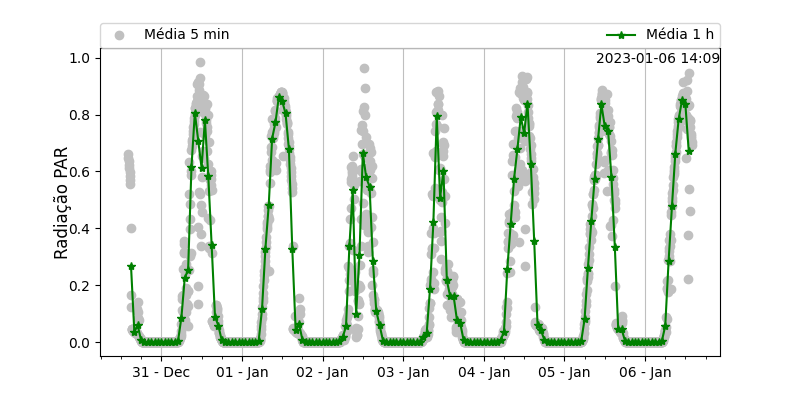 Média 5 min Média 1 h
2023-01-06 14:09
Radiação PAR
1.0
0.8
0.6
0.4
0.2
0.0
31 - Dec 01 - Jan 02 - Jan 03 - Jan 04 - Jan 05 - Jan 06 - Jan